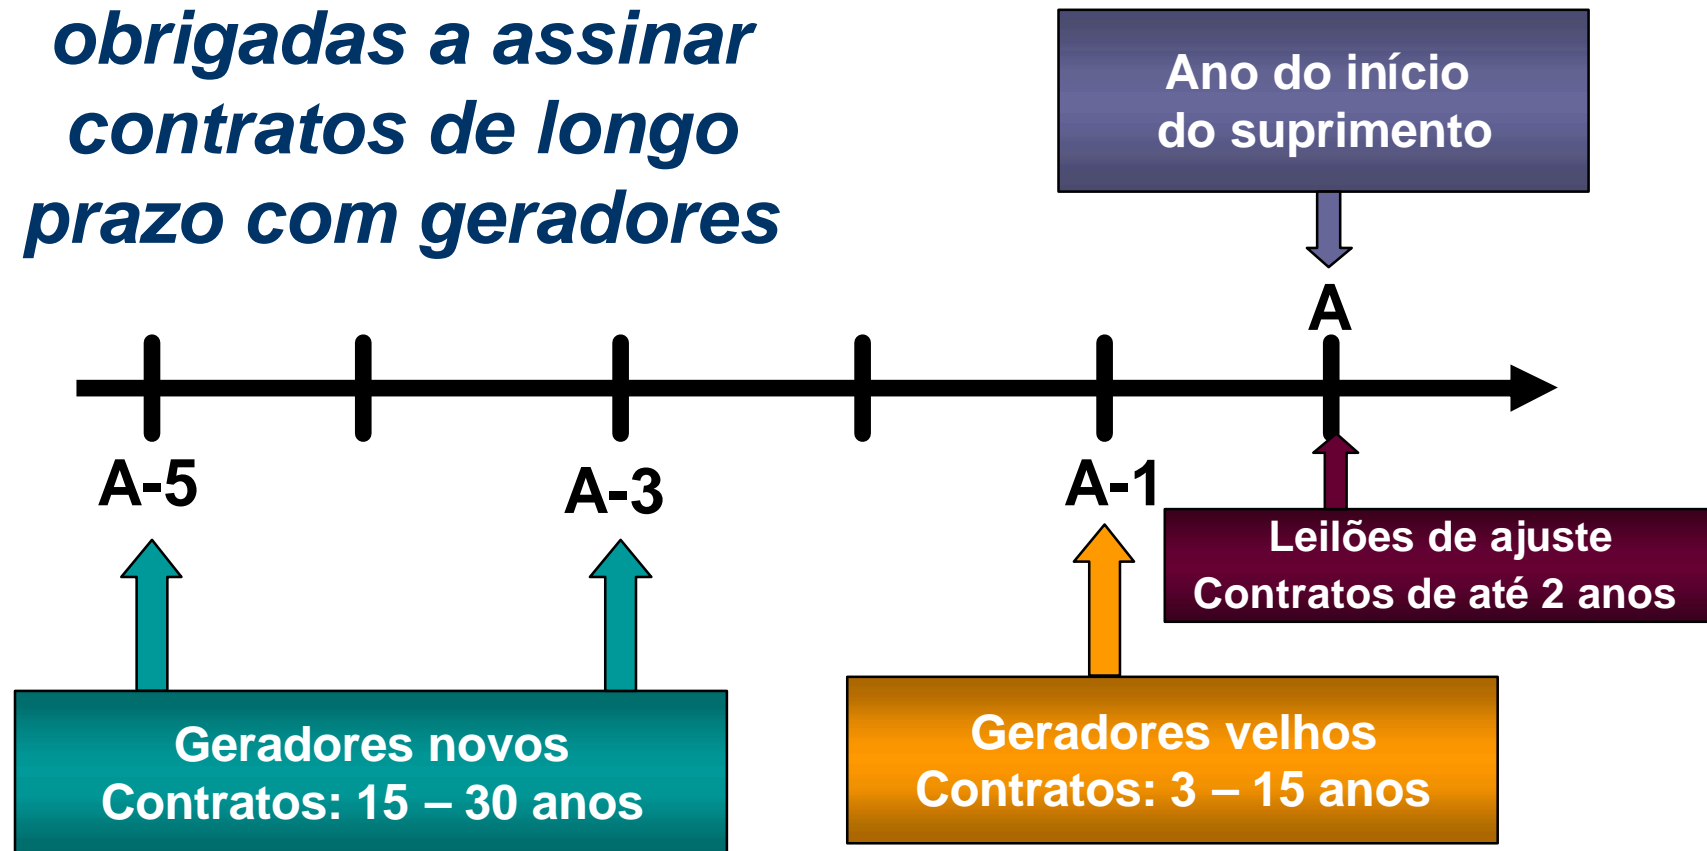 obrigadas a assinar
contratos de longo
prazo com geradores
Ano do início
do suprimento
A
A-5
A-3
A-1
Leilões de ajuste
Contratos de até 2 anos
Geradores novos
Contratos: 15 – 30 anos
Geradores velhos
Contratos: 3 – 15 anos